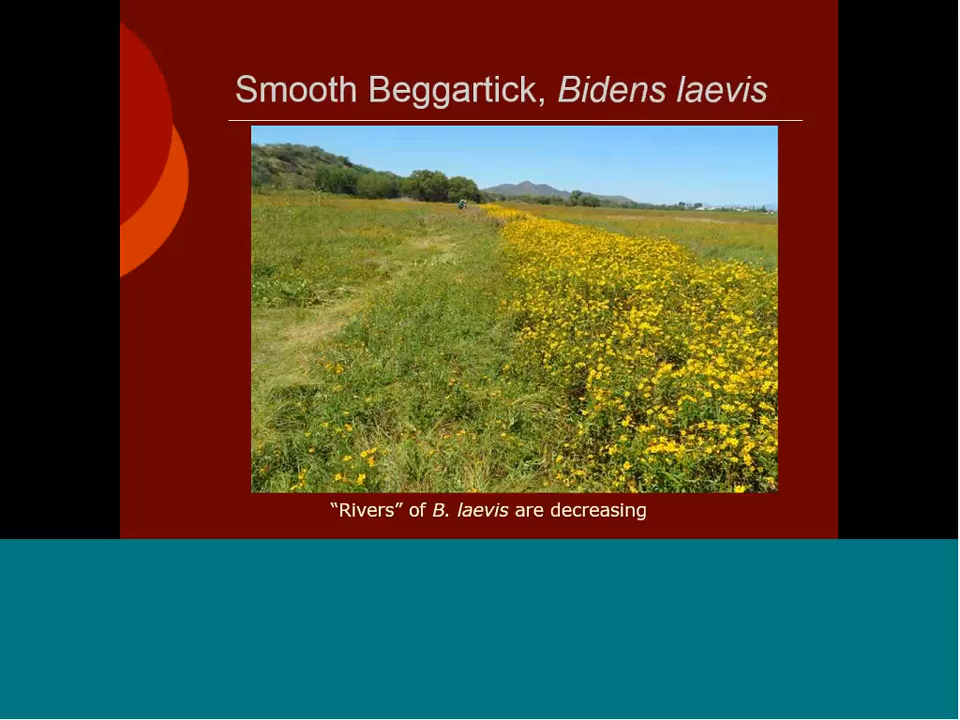 Smooth Beggartick, Bidens laevis
“Rivers” of B. laevis are decreasing